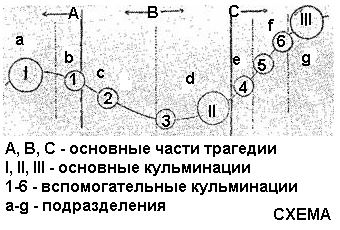 A B C
a b c d e f g
I 1 2 3 II 4 5 6 III
А, В, С - основные части трагедии
I, II, III - основные кульминации
1-6 - вспомогательные кульминации
a-g - подразделения
СХЕМА